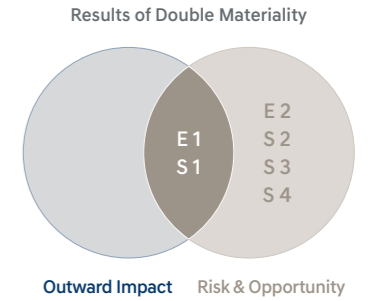 Results of Double Materiality
E 1
S 1
E 2
S 2
S 3
S 4
Outward Impact Risk & Opportunity